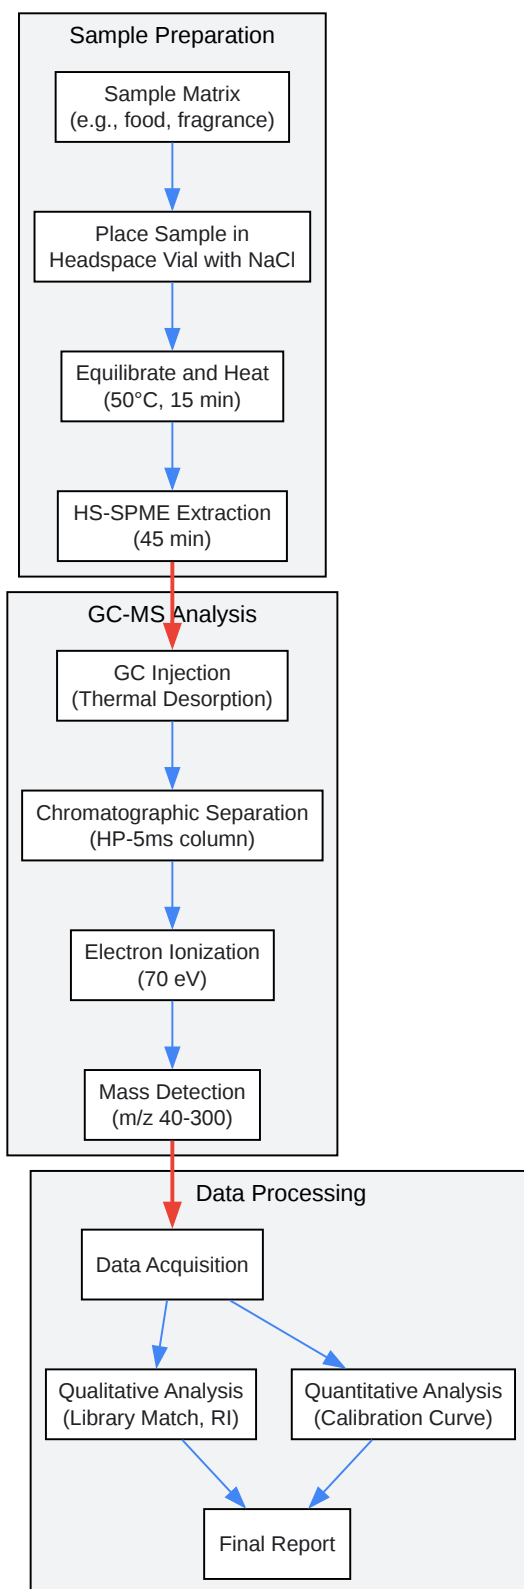 Sample Preparation
Sample Matrix
(e.g., food, fragrance)
Place Sample in
Headspace Vial with NaCl
Equilibrate and Heat
(50°C, 15 min)
HS-SPME Extraction
(45 min)
GC-MS Analysis
GC Injection
(Thermal Desorption)
Chromatographic Separation
(HP-5ms column)
Electron Ionization
(70 eV)
Mass Detection
(m/z 40-300)
Data Processing
Data Acquisition
Qualitative Analysis
(Library Match, RI)
Quantitative Analysis
(Calibration Curve)
Final Report